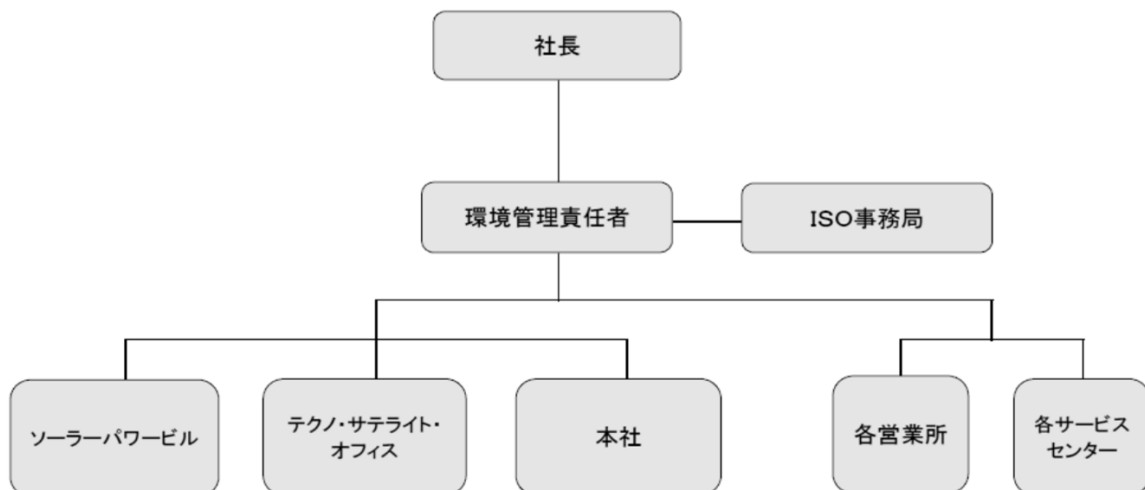 社長
環境管理責任者
ISO事務局
ソーラーパワービル
テクノ・サテライト・
オフィス
本社
各営業所
各サービス
センター